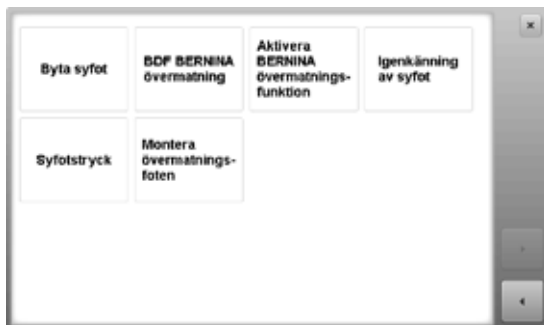 Byta syfot
BDF BERNINA
övermatning
Aktivera
BERNINA
övermatnings-
funktion
Igenkänning
av syfot
Syfotstryck
Montera
övermatnings-
foten